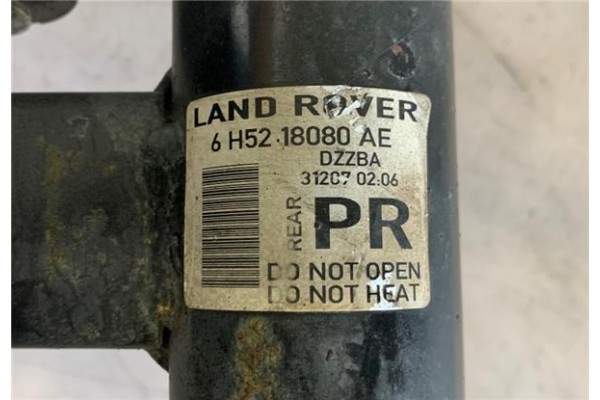 LAND ROVER
6 H52-18080 AE
DZZBA
31207 02:06
REAR
PR
DO NOT OPEN
DO NOT HEAT